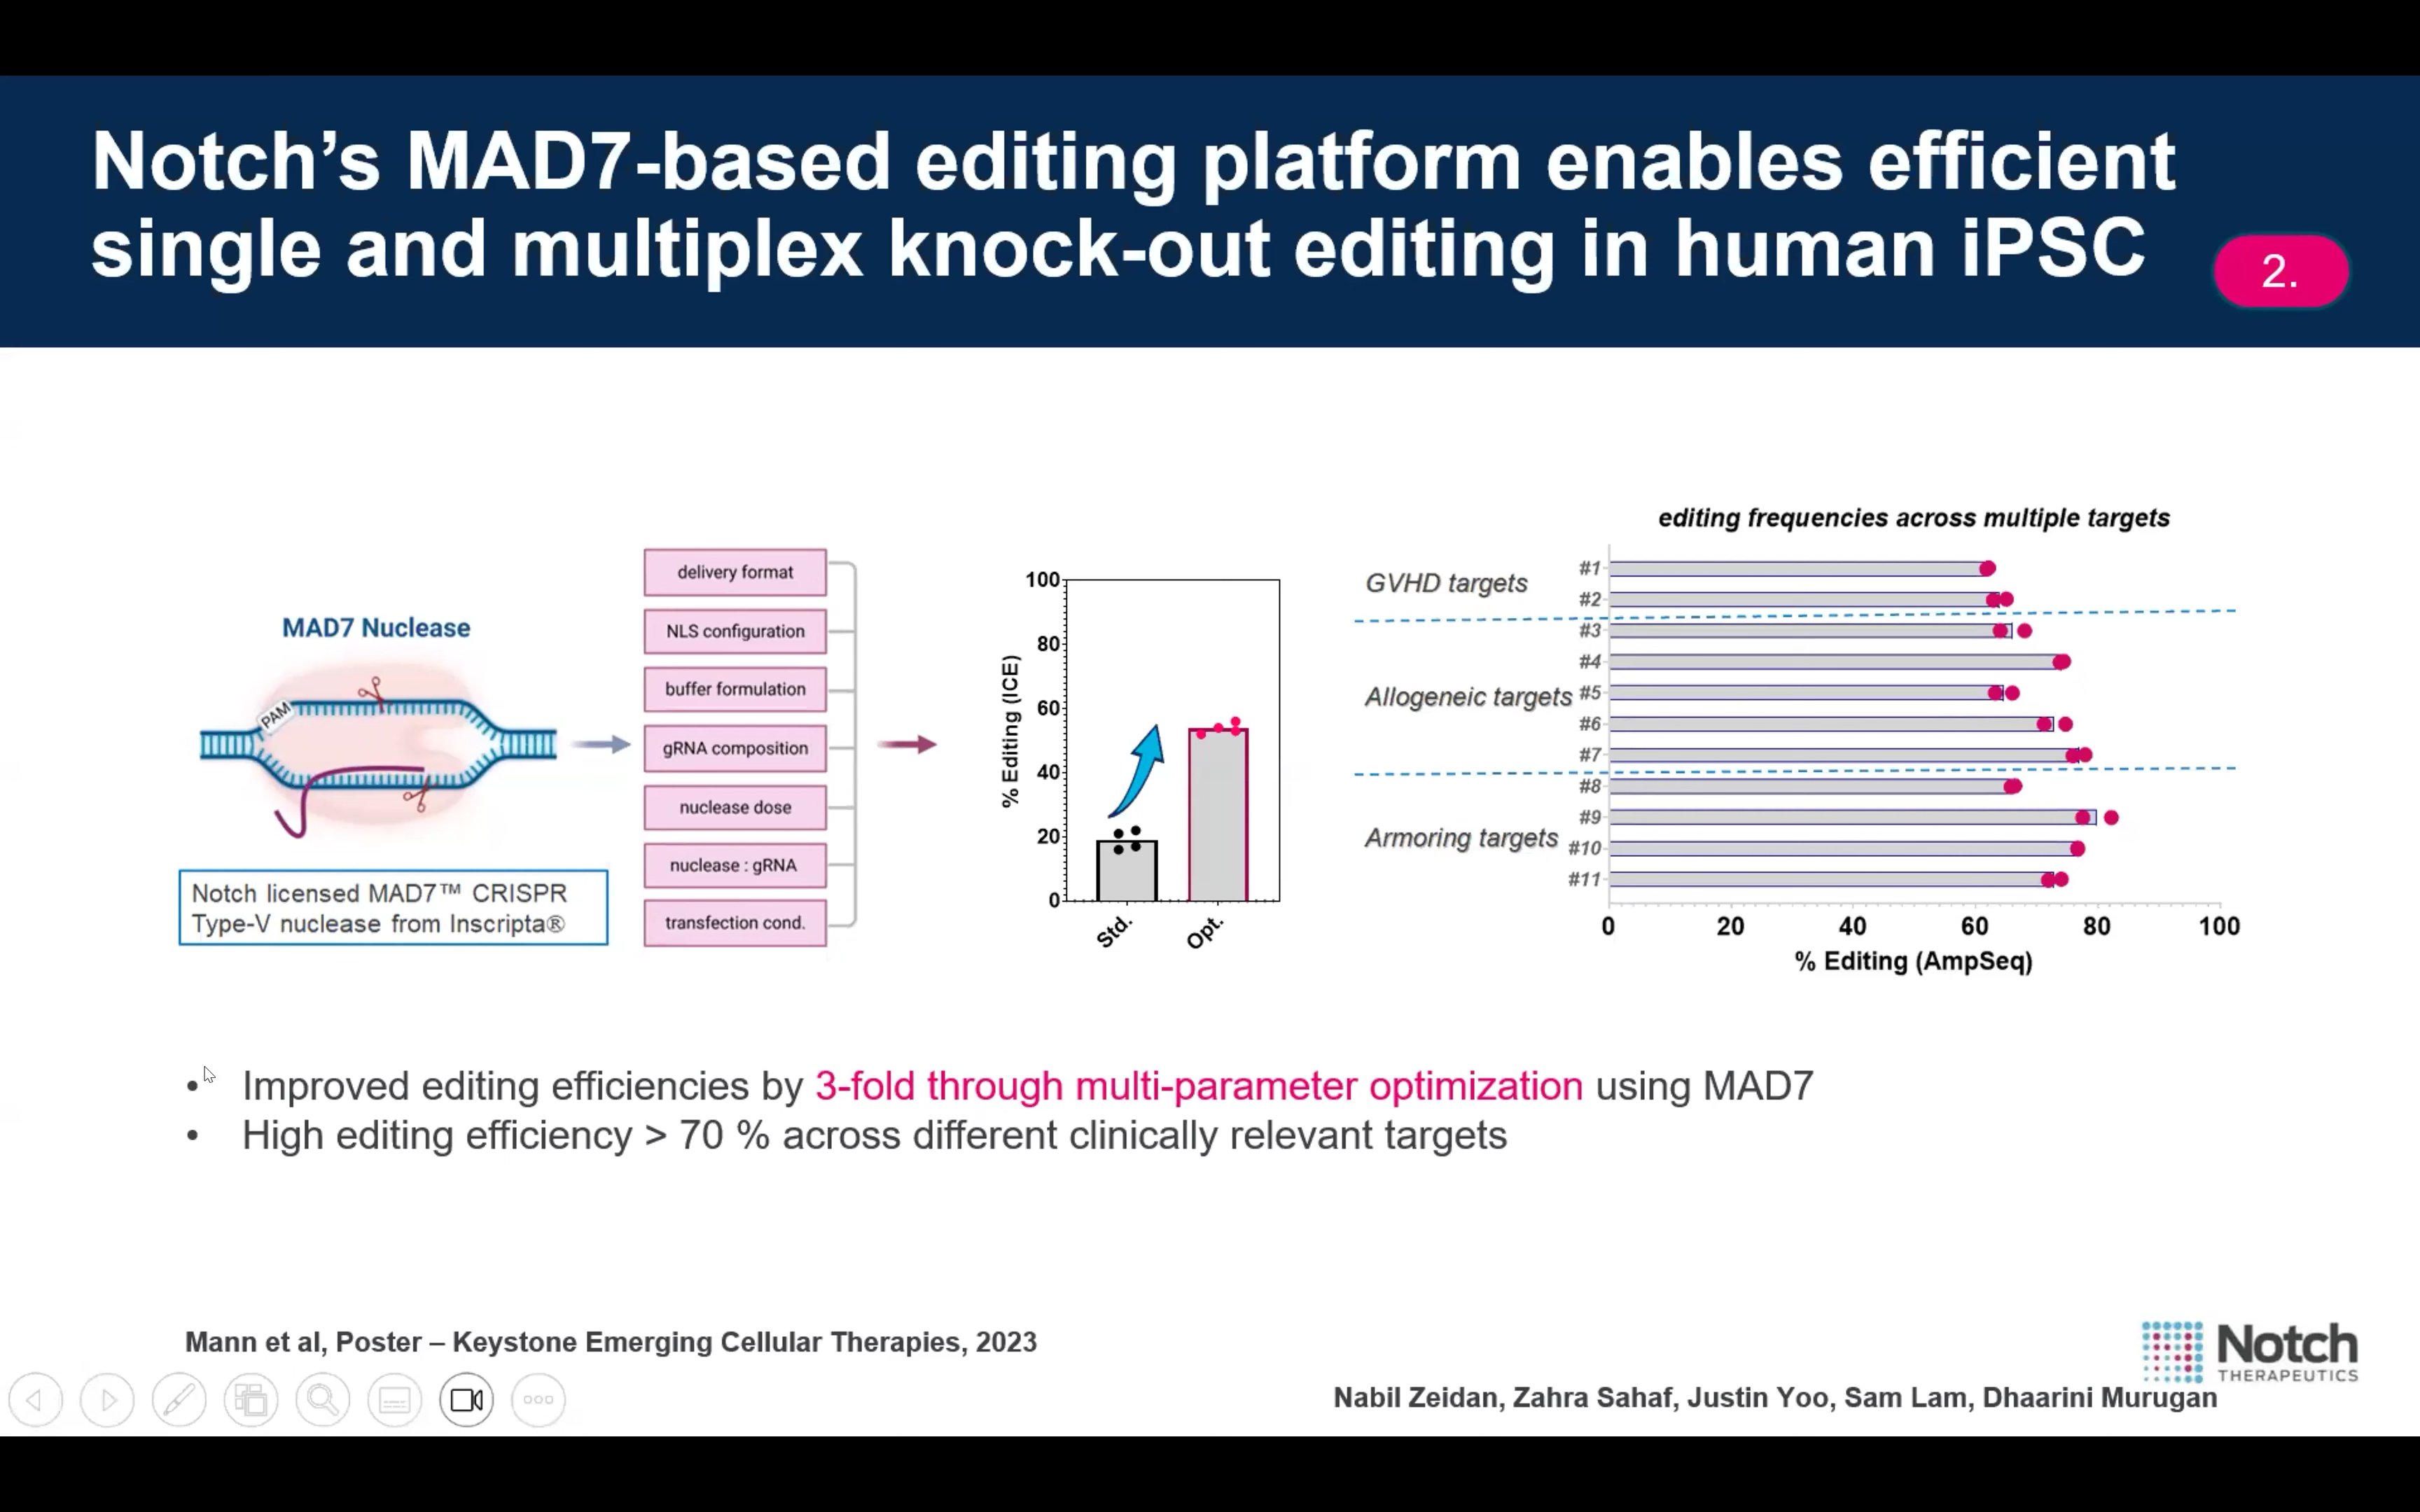 Notch's MAD7-based editing platform enables efficient
single and multiplex knock-out editing in human iPSC
2.
MAD7 Nuclease
PAM
Notch licensed MAD7™ CRISPR
Type-V nuclease from Inscripta®
delivery format
NLS configuration
buffer formulation
gRNA composition
nuclease dose
nuclease : gRNA
transfection cond.
% Editing (ICE)
100
80
60
40
20
0
Std.
Opt.
editing frequencies across multiple targets
GVHD targets
Allogeneic targets
Armoring targets
#1
#2
#3
#4
#5
#6
#7
#8
#9
#10
#11
0 20 40 60 80 100
% Editing (AmpSeq)
• Improved editing efficiencies by 3-fold through multi-parameter optimization using MAD7
• High editing efficiency > 70 % across different clinically relevant targets
Mann et al, Poster – Keystone Emerging Cellular Therapies, 2023
Notch
THERAPEUTICS
Nabil Zeidan, Zahra Sahaf, Justin Yoo, Sam Lam, Dhaarini Murugan